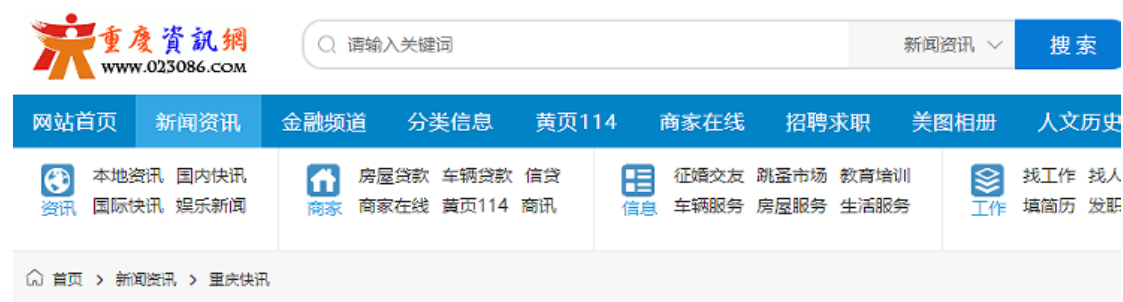 重慶資訊網
www.023086.com
请输入关键词 新闻资讯 搜 索
网站首页 新闻资讯 金融频道 分类信息 黄页114 商家在线 招聘求职 美图相册 人文历史
资讯 本地资讯 国内快讯
国际快讯 娱乐新闻
商家 房屋贷款 车辆贷款 信贷
商家在线 黄页114 商讯
信息 征婚交友 跳蚤市场 教育培训
车辆服务 房屋服务 生活服务
工作 找工作 找人
填简历 发职
首页 > 新闻资讯 > 重庆快讯